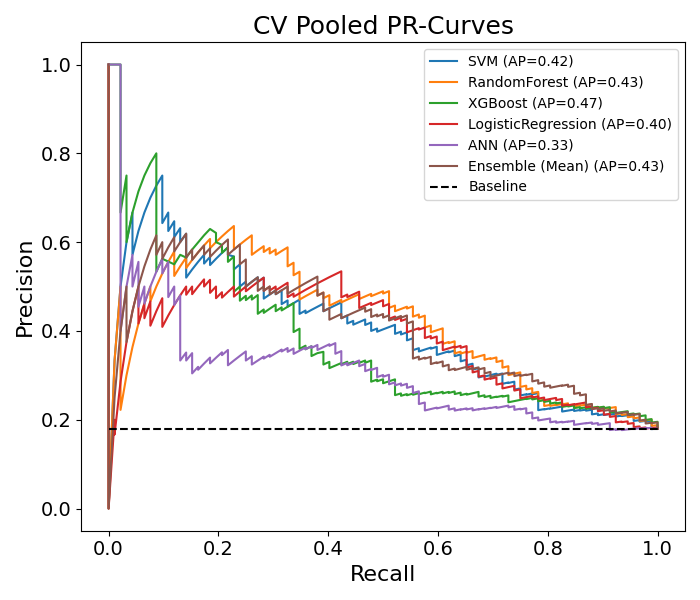 CV Pooled PR-Curves
SVM (AP=0.42)
RandomForest (AP=0.43)
XGBoost (AP=0.47)
LogisticRegression (AP=0.40)
ANN (AP=0.33)
Ensemble (Mean) (AP=0.43)
Baseline
Precision
1.0
0.8
0.6
0.4
0.2
0.0
0.0 0.2 0.4 0.6 0.8 1.0
Recall